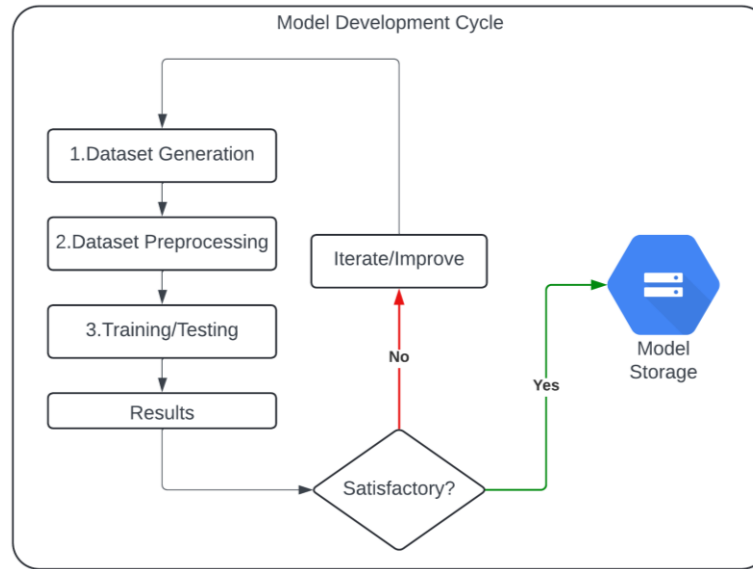 Model Development Cycle
1.Dataset Generation
2.Dataset Preprocessing
3.Training/Testing
Results
Satisfactory?
No
Iterate/Improve
Yes
Model
Storage